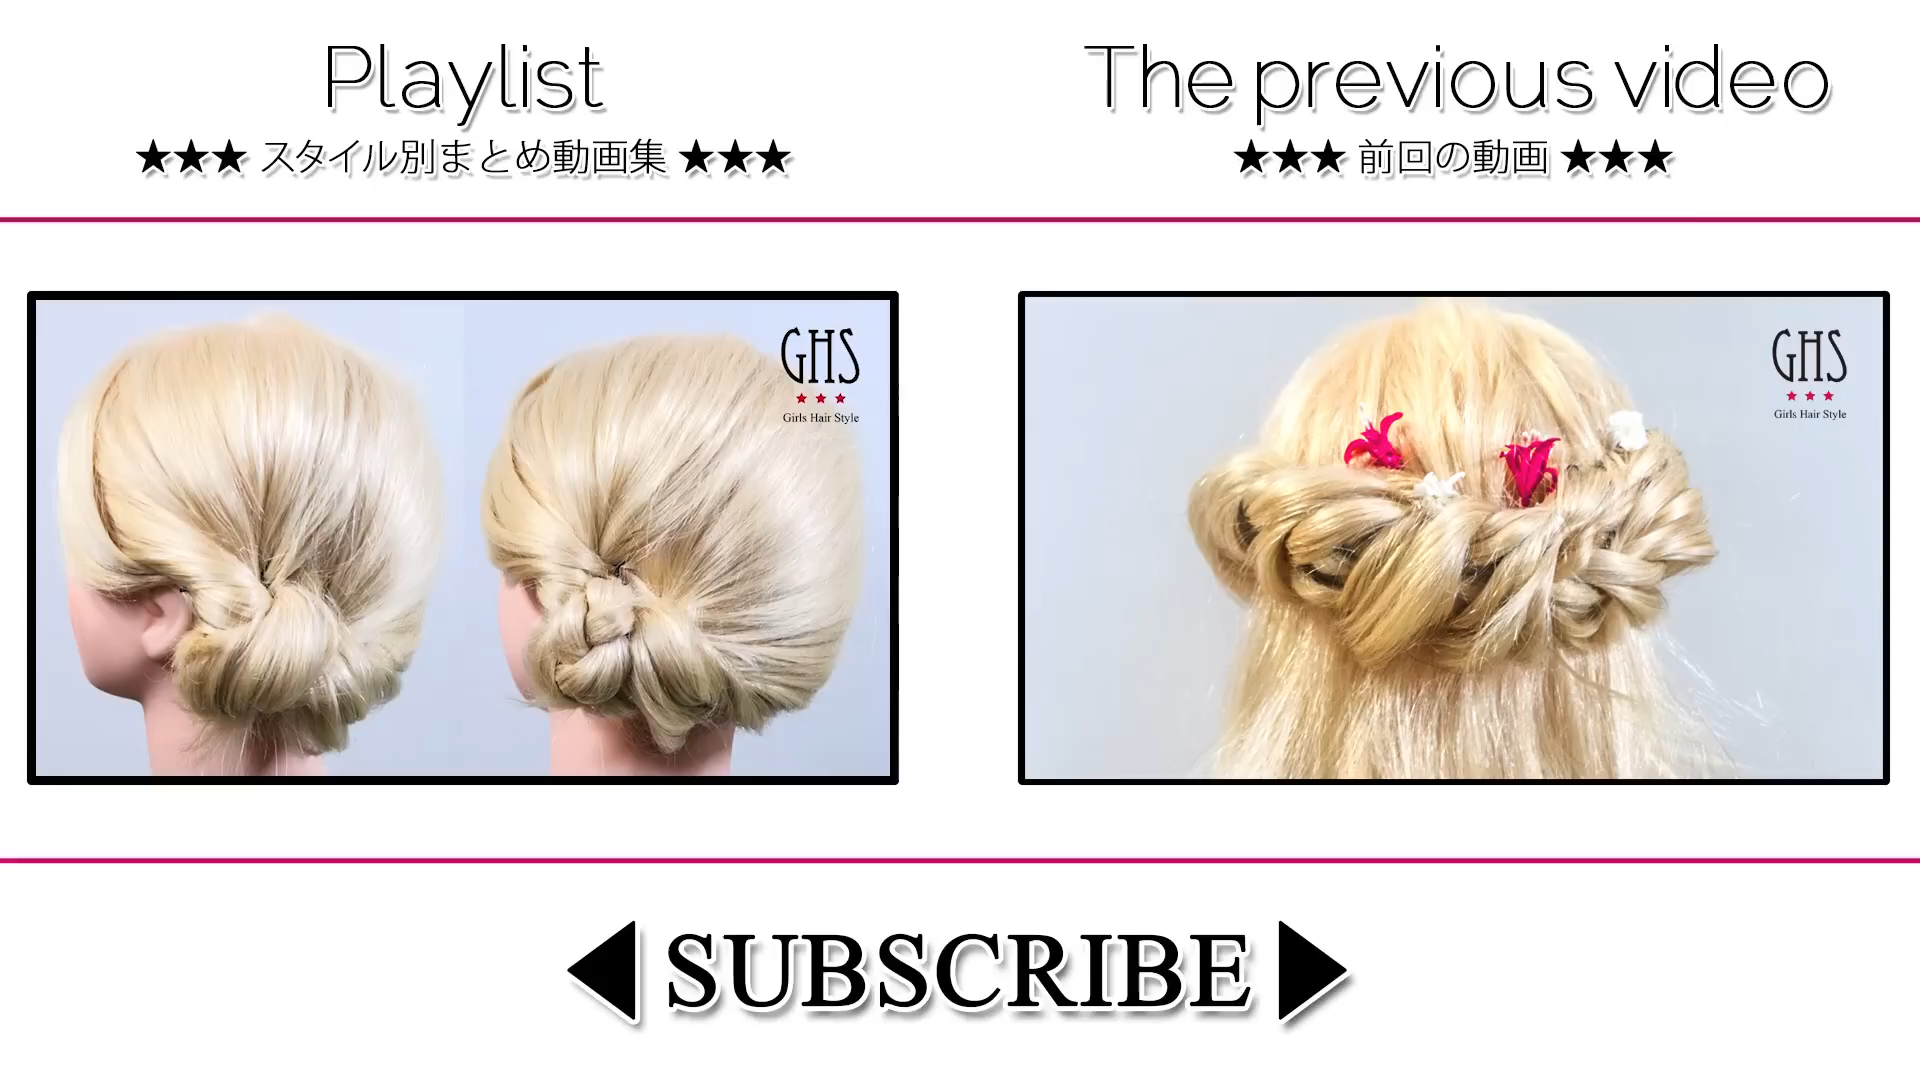 Playlist
★★★ スタイル別まとめ動画集 ★★★
The previous video
★★★ 前回の動画 ★★★
GHS
★★★
Girls Hair Style
GHS
★★★
Girls Hair Style
SUBSCRIBE